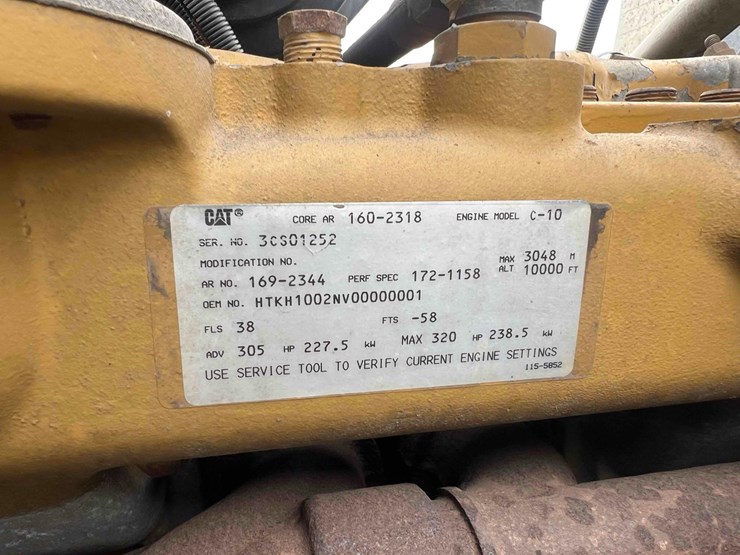 CAT® CORE AR 160-2318 ENGINE MODEL C-10
SER. NO. 3CS01252
MODIFICATION NO. MAX 3048 M
AR NO. 169-2344 PERF SPEC 172-1158 ALT 10000 FT
OEM NO. HTKH1002NV00000001
FLS 38 FTS -58
ADV 305 HP 227.5 kW MAX 320 HP 238.5 kW
USE SERVICE TOOL TO VERIFY CURRENT ENGINE SETTINGS
115-5852